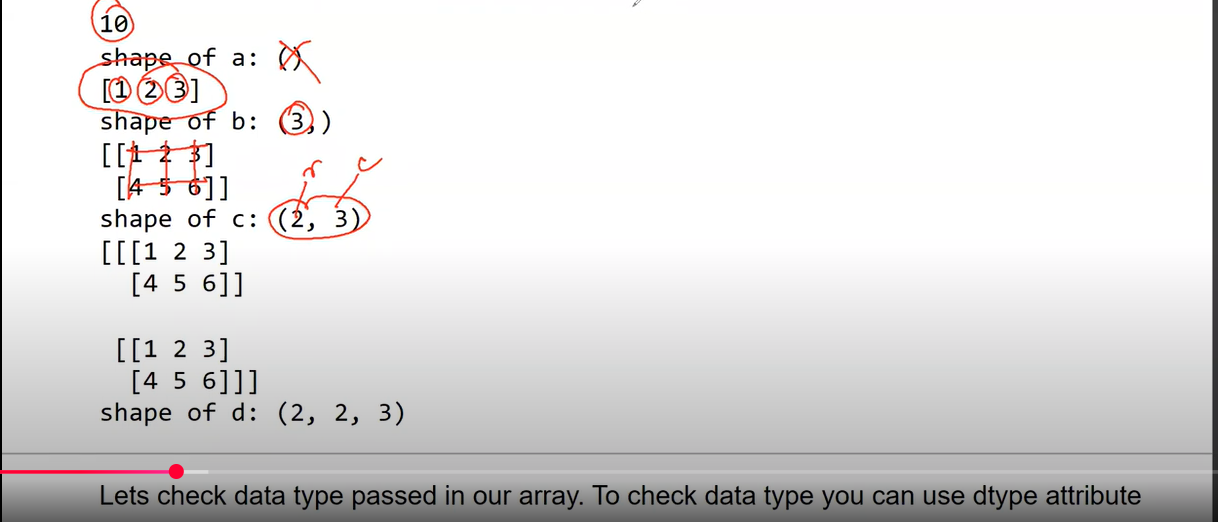 10
shape of a: ()
[1 2 3]
shape of b: (3,)
[[1 2 3]
[4 5 6]]
r c
shape of c: (2, 3)
[[[1 2 3]
[4 5 6]]
[[1 2 3]
[4 5 6]]]
shape of d: (2, 2, 3)
Lets check data type passed in our array. To check data type you can use dtype attribute